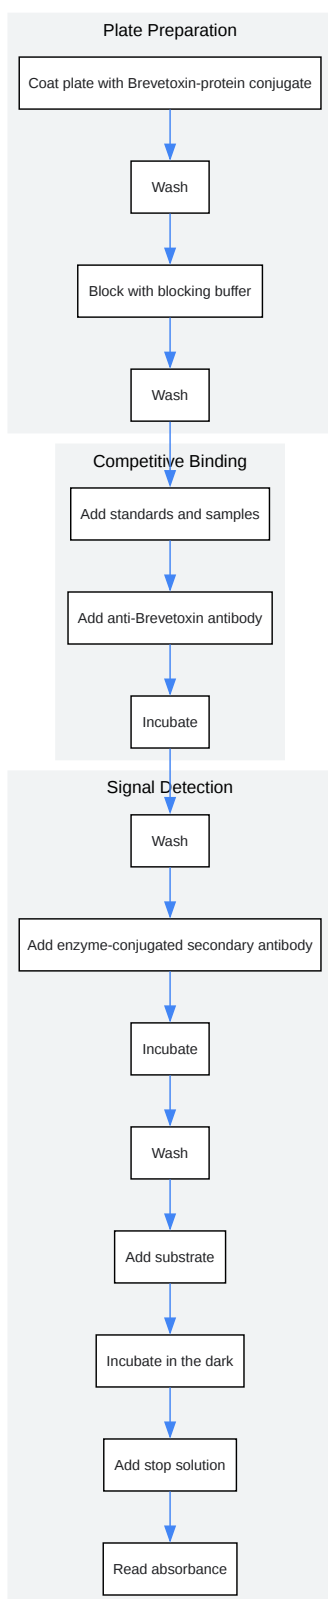 Plate Preparation
Coat plate with Brevetoxin-protein conjugate
Wash
Block with blocking buffer
Wash
Competitive Binding
Add standards and samples
Add anti-Brevetoxin antibody
Incubate
Signal Detection
Wash
Add enzyme-conjugated secondary antibody
Incubate
Wash
Add substrate
Incubate in the dark
Add stop solution
Read absorbance